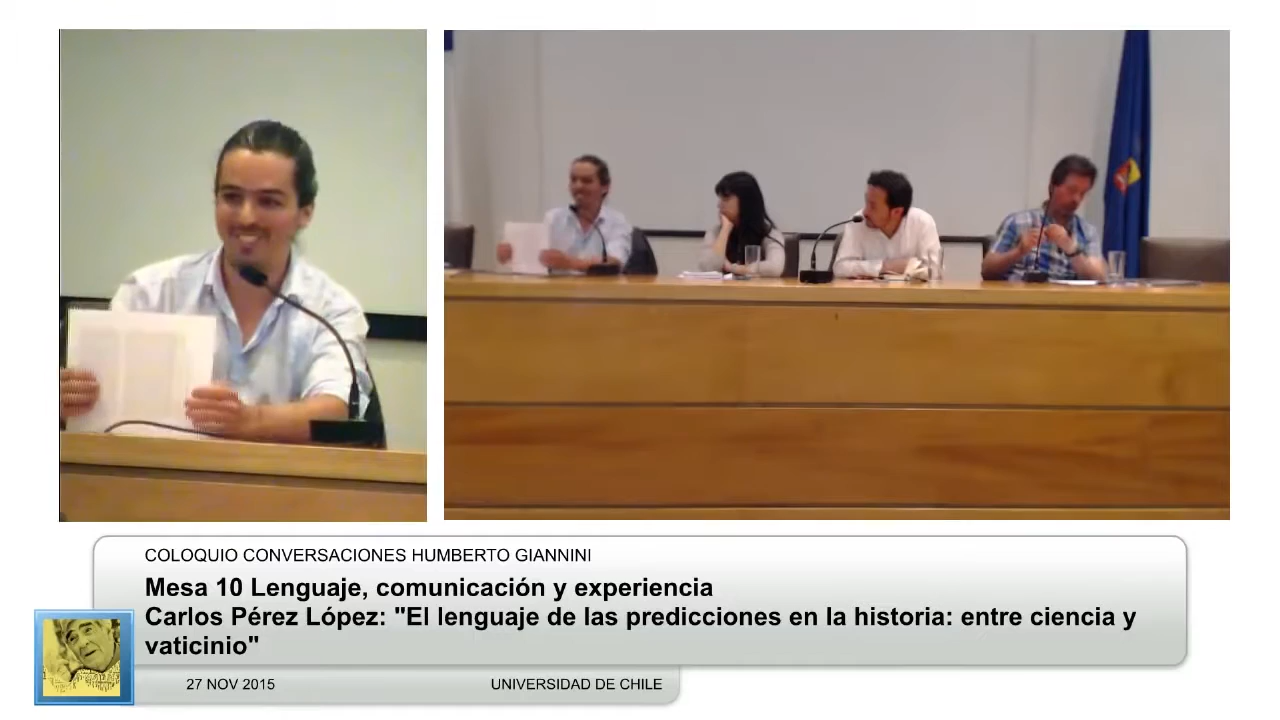 COLOQUIO CONVERSACIONES HUMBERTO GIANNINI
Mesa 10 Lenguaje, comunicación y experiencia
Carlos Pérez López: "El lenguaje de las predicciones en la historia: entre ciencia y
vaticinio"
27 NOV 2015 UNIVERSIDAD DE CHILE